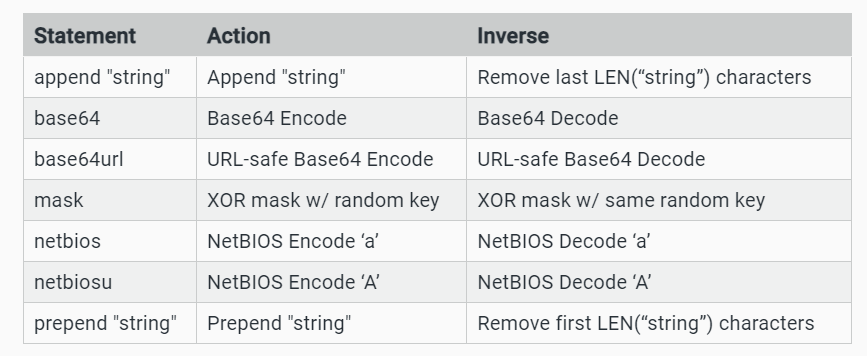 Statement Action Inverse
append "string" Append "string" Remove last LEN(“string”) characters
base64 Base64 Encode Base64 Decode
base64url URL-safe Base64 Encode URL-safe Base64 Decode
mask XOR mask w/ random key XOR mask w/ same random key
netbios NetBIOS Encode ‘a’ NetBIOS Decode ‘a’
netbiosu NetBIOS Encode ‘A’ NetBIOS Decode ‘A’
prepend "string" Prepend "string" Remove first LEN(“string”) characters